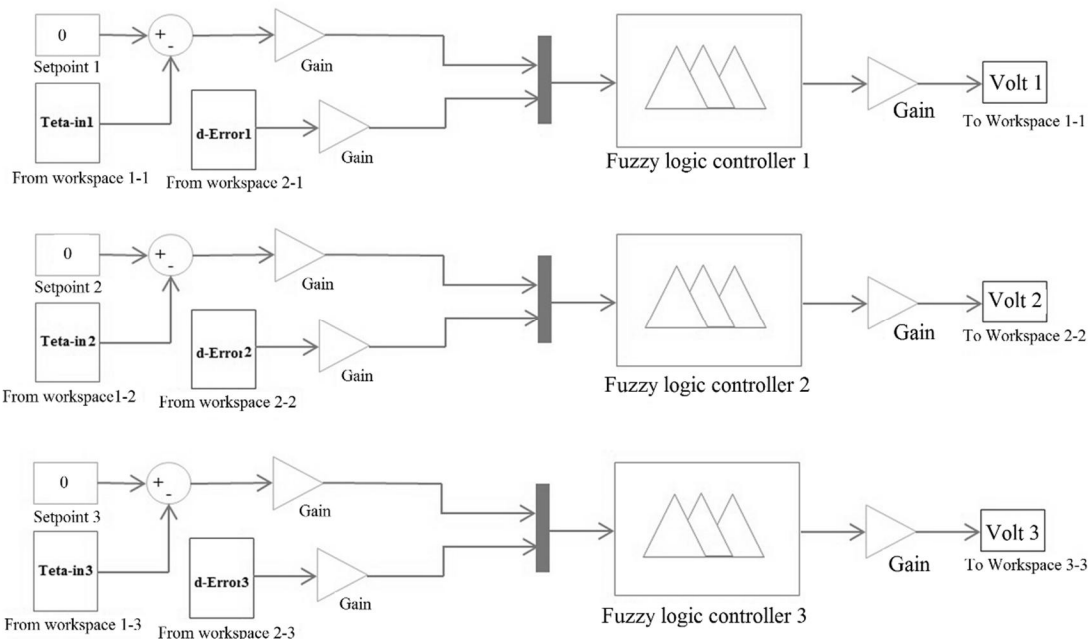 0
+
-
Setpoint 1
Gain
Teta-in1
d-Error1
Gain
From workspace 1-1
From workspace 2-1
Fuzzy logic controller 1
Gain
Volt 1
To Workspace 1-1
0
+
-
Setpoint 2
Gain
Teta-in2
d-Error2
Gain
From workspace1-2
From workspace 2-2
Fuzzy logic controller 2
Gain
Volt 2
To Workspace 2-2
0
+
-
Setpoint 3
Gain
Teta-in3
d-Error3
Gain
From workspace 1-3
From workspace 2-3
Fuzzy logic controller 3
Gain
Volt 3
To Workspace 3-3